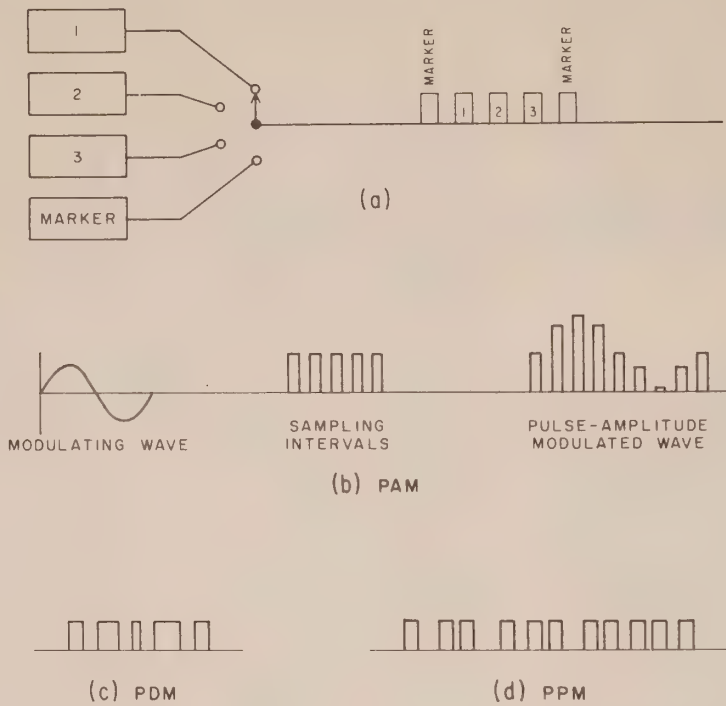 1
2
3
MARKER
MARKER
1
2
3
MARKER
(a)
MODULATING WAVE
SAMPLING
INTERVALS
PULSE-AMPLITUDE
MODULATED WAVE
(b) PAM
(c) PDM
(d) PPM